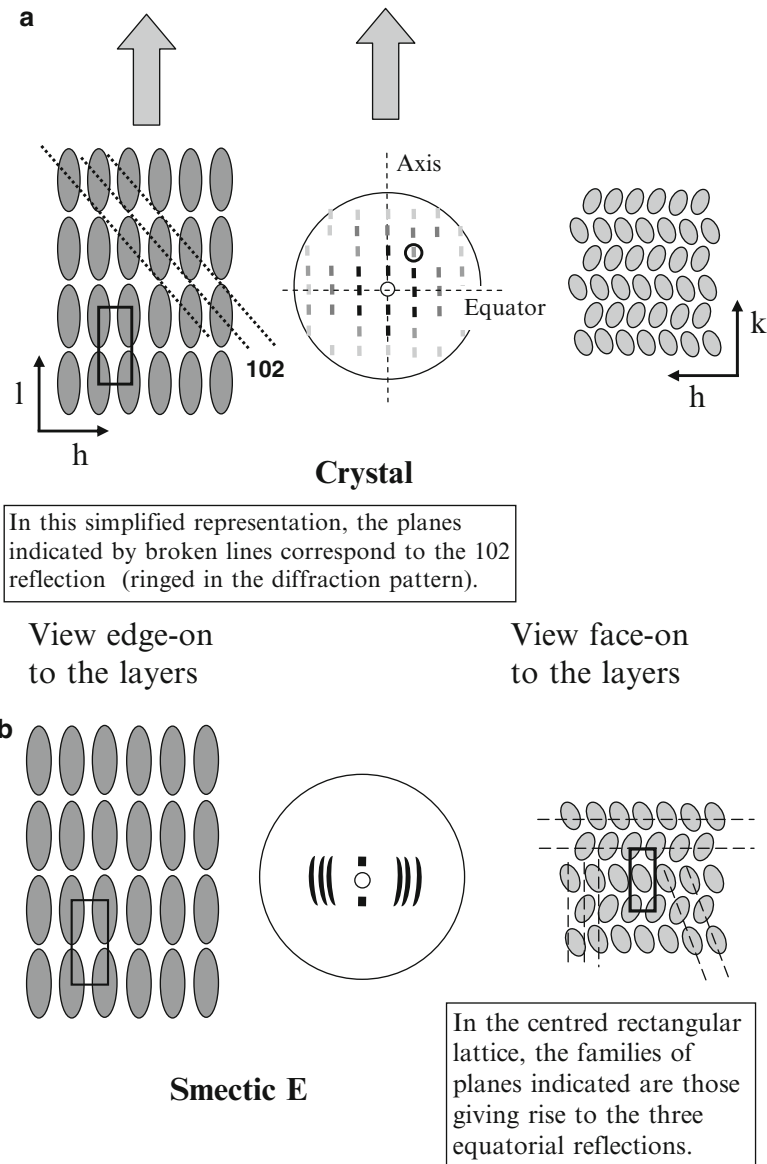 a
Axis
Equator
102
l
h
k
h
Crystal
In this simplified representation, the planes
indicated by broken lines correspond to the 102
reflection (ringed in the diffraction pattern).
View edge-on
to the layers
View face-on
to the layers
b
Smectic E
In the centred rectangular
lattice, the families of
planes indicated are those
giving rise to the three
equatorial reflections.